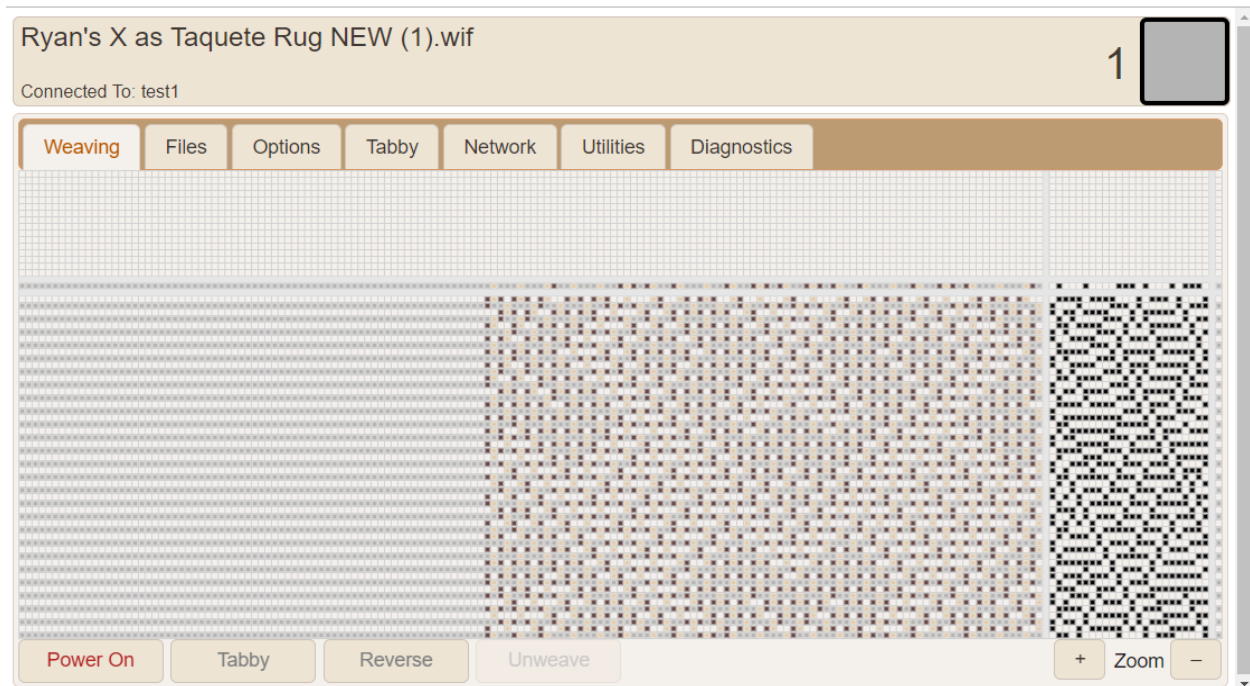 Ryan's X as Taquete Rug NEW (1).wif
1
Connected To: test1
Weaving Files Options Tabby Network Utilities Diagnostics
Power On Tabby Reverse Unweave + Zoom –